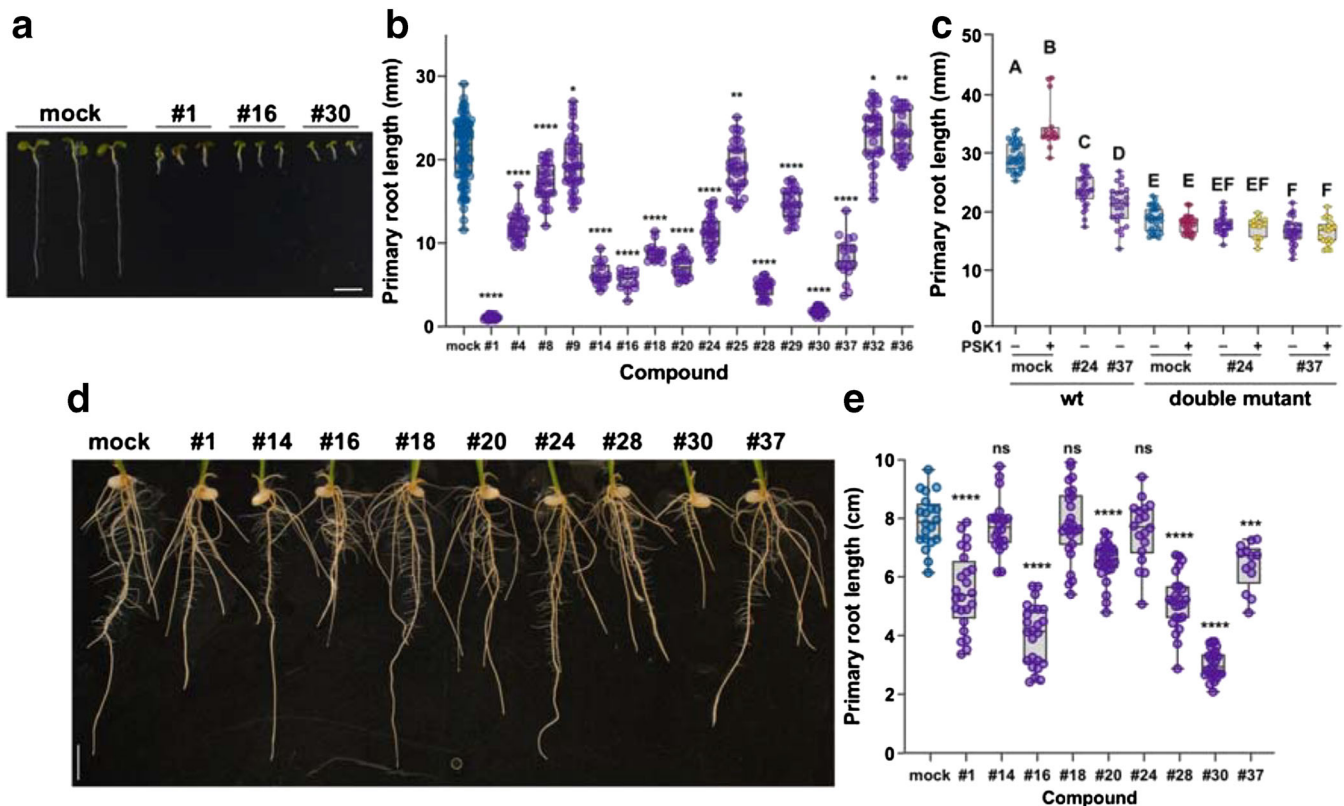 a
mock #1 #16 #30
b
Primary root length (mm)
30
20
10
0
**** **** **** * **** **** **** **** **** ** **** **** **** **** * **
mock #1 #4 #8 #9 #14 #16 #18 #20 #24 #25 #28 #29 #30 #37 #32 #36
Compound
c
Primary root length (mm)
50
40
30
20
10
0
A B C D E E EF EF F F
PSK1 – + – – – + – + – +
mock #24 #37 mock #24 #37
wt double mutant
d
mock #1 #14 #16 #18 #20 #24 #28 #30 #37
e
Primary root length (cm)
10
8
6
4
2
0
**** ns **** ns **** ns **** **** ***
mock #1 #14 #16 #18 #20 #24 #28 #30 #37
Compound